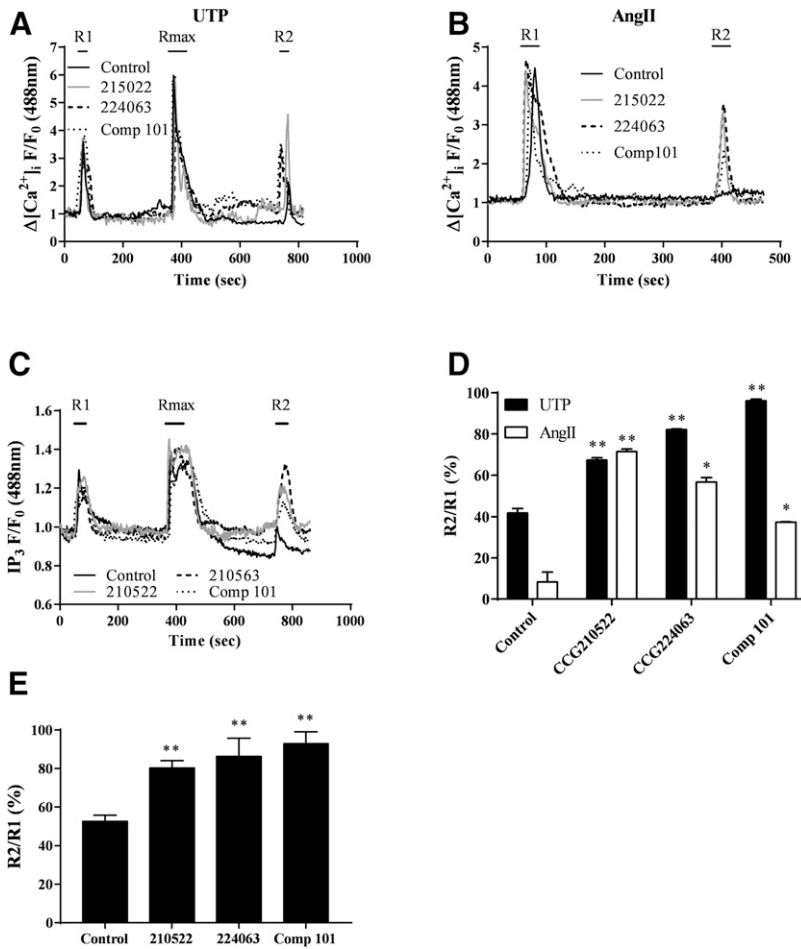 A
UTP
R1
Rmax
R2
Δ[Ca²⁺]ᵢ F/F₀ (488nm)
7
6
5
4
3
2
1
0
Control
215022
224063
Comp 101
0
200
400
600
800
1000
Time (sec)
B
AngII
R1
R2
Δ[Ca²⁺]ᵢ F/F₀ (488nm)
5
4
3
2
1
0
Control
215022
224063
Comp101
0
100
200
300
400
500
Time (sec)
C
R1
Rmax
R2
IP₃ F/F₀ (488nm)
1.6
1.4
1.2
1.0
0.8
0.6
Control
210522
210563
Comp 101
0
200
400
600
800
1000
Time (sec)
D
R2/R1 (%)
100
80
60
40
20
0
UTP
AngII
**
**
**
*
**
*
Control
CCG210522
CCG224063
Comp 101
E
R2/R1 (%)
100
80
60
40
20
0
**
**
**
Control
210522
224063
Comp 101